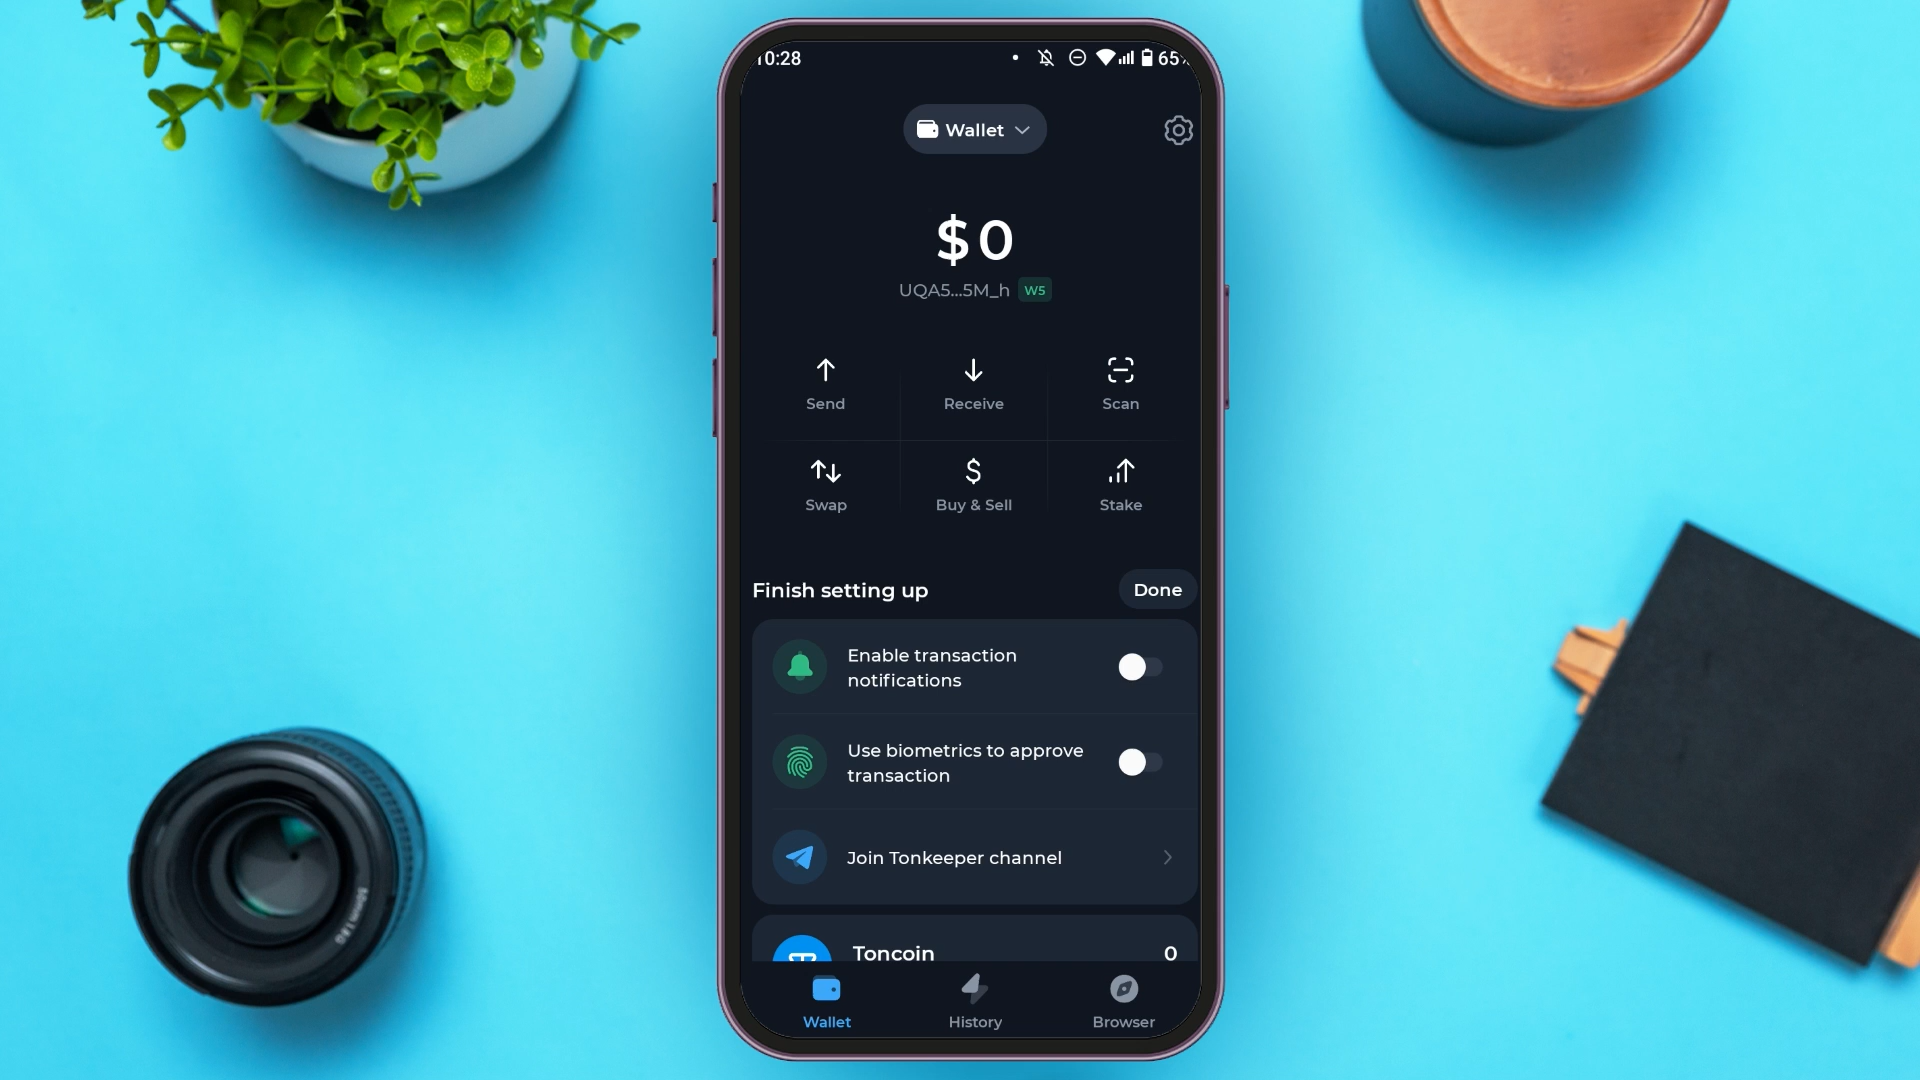 10:28
65%
Wallet
$0
UQA5...5M_h W5
Send
Receive
Scan
Swap
Buy & Sell
Stake
Finish setting up
Done
Enable transaction
notifications
Use biometrics to approve
transaction
Join Tonkeeper channel
Toncoin
0
Wallet
History
Browser